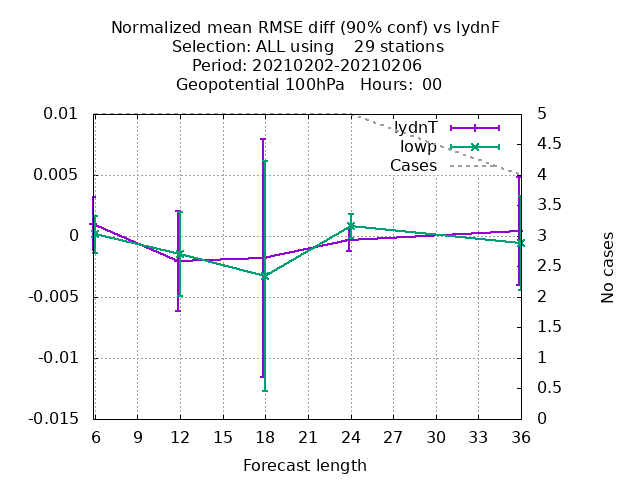 Normalized mean RMSE diff (90% conf) vs lydnF
Selection: ALL using    29 stations
Period: 20210202-20210206
Geopotential 100hPa   Hours:  00
0.01
0.005
0
-0.005
-0.01
-0.015
lydnT
lowp
Cases
5
4.5
4
3.5
3
2.5
2
1.5
1
0.5
0
No cases
6 9 12 15 18 21 24 27 30 33 36
Forecast length